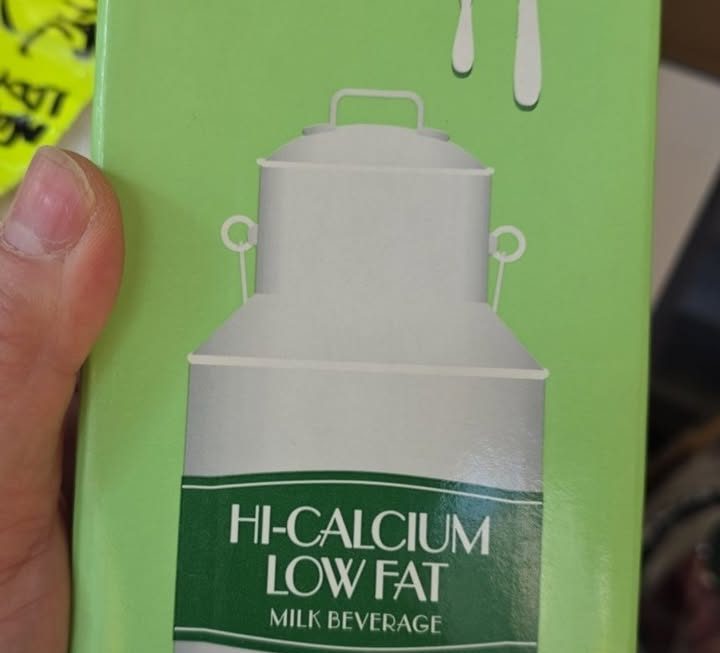 HI-CALCIUM
LOW FAT
MILK BEVERAGE